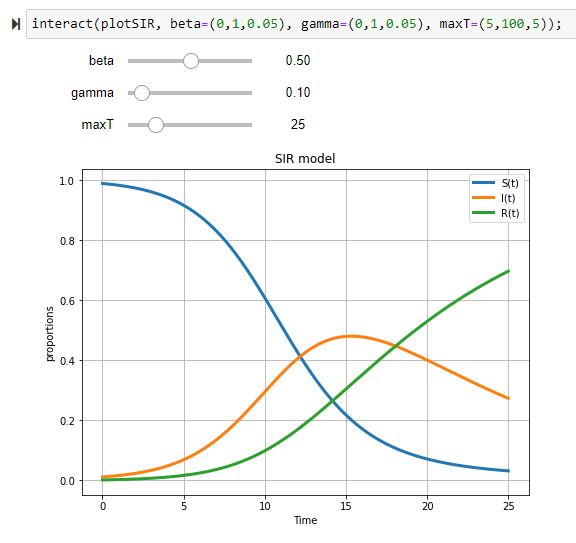 interact(plotSIR, beta=(0,1,0.05), gamma=(0,1,0.05), maxT=(5,100,5));
beta 0.50
gamma 0.10
maxT 25
SIR model
S(t)
I(t)
R(t)
1.0
0.8
0.6
0.4
0.2
0.0
proportions
0 5 10 15 20 25
Time